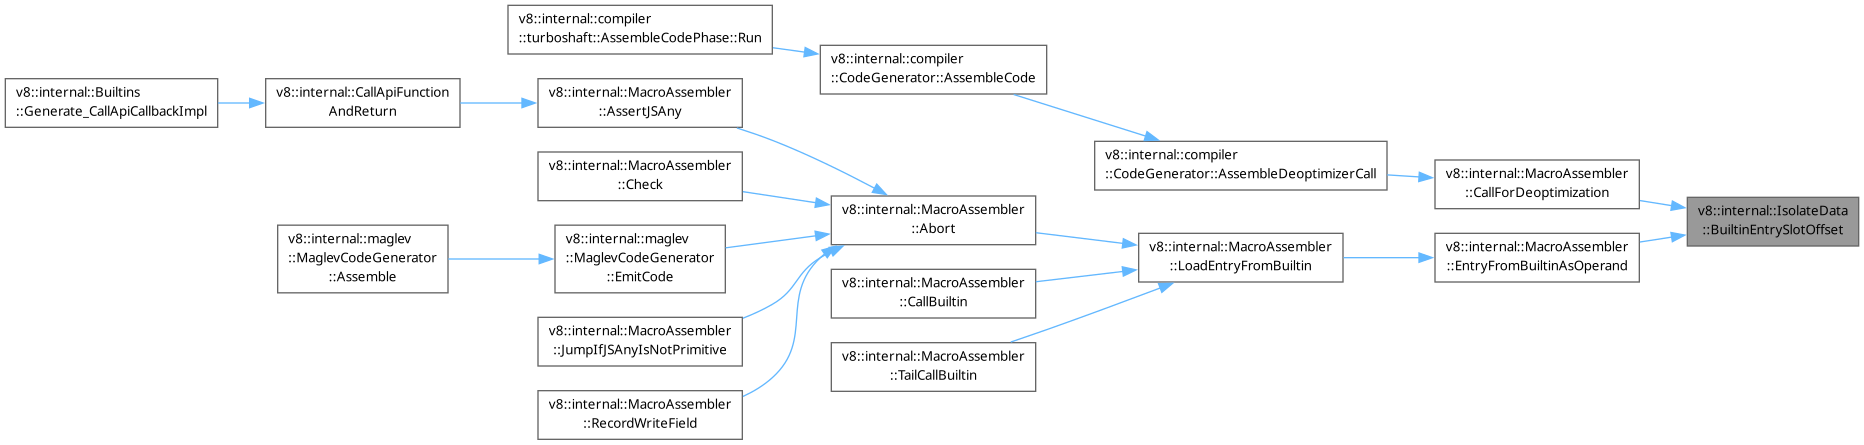 v8::internal::compiler
::turboshaft::AssembleCodePhase::Run
v8::internal::compiler
::CodeGenerator::AssembleCode
v8::internal::Builtins
::Generate_CallApiCallbackImpl
v8::internal::CallApiFunction
AndReturn
v8::internal::MacroAssembler
::AssertJSAny
v8::internal::compiler
::CodeGenerator::AssembleDeoptimizerCall
v8::internal::MacroAssembler
::Check
v8::internal::MacroAssembler
::CallForDeoptimization
v8::internal::MacroAssembler
::Abort
v8::internal::IsolateData
::BuiltinEntrySlotOffset
v8::internal::maglev
::MaglevCodeGenerator
::Assemble
v8::internal::maglev
::MaglevCodeGenerator
::EmitCode
v8::internal::MacroAssembler
::LoadEntryFromBuiltin
v8::internal::MacroAssembler
::EntryFromBuiltinAsOperand
v8::internal::MacroAssembler
::CallBuiltin
v8::internal::MacroAssembler
::JumpIfJSAnyIsNotPrimitive
v8::internal::MacroAssembler
::TailCallBuiltin
v8::internal::MacroAssembler
::RecordWriteField